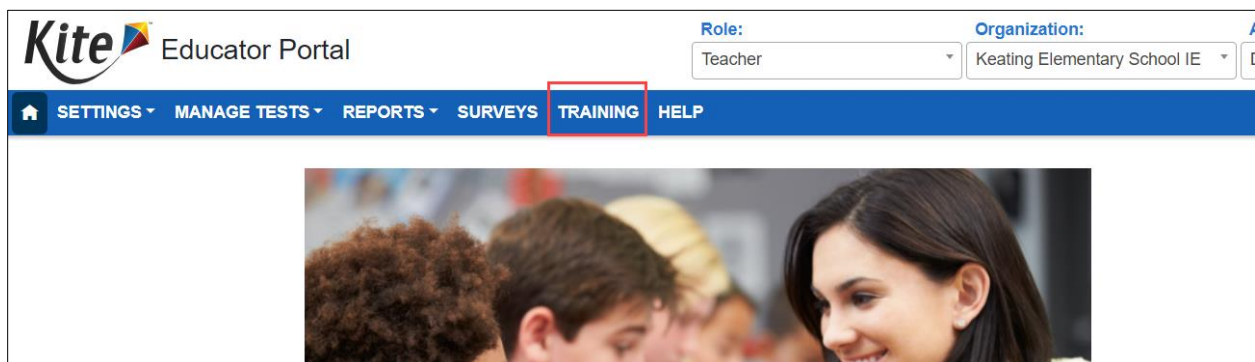 Kite Educator Portal
Role:
Teacher
Organization:
Keating Elementary School IE
SETTINGS MANAGE TESTS REPORTS SURVEYS TRAINING HELP